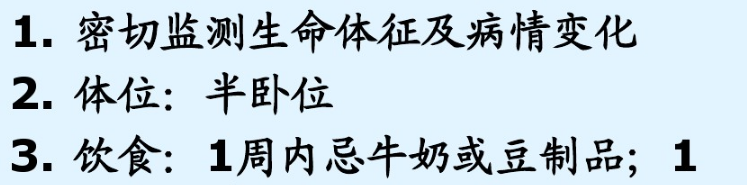 1. 密切监测生命体征及病情变化
2. 体位：半卧位
3. 饮食：1周内忌牛奶或豆制品；1